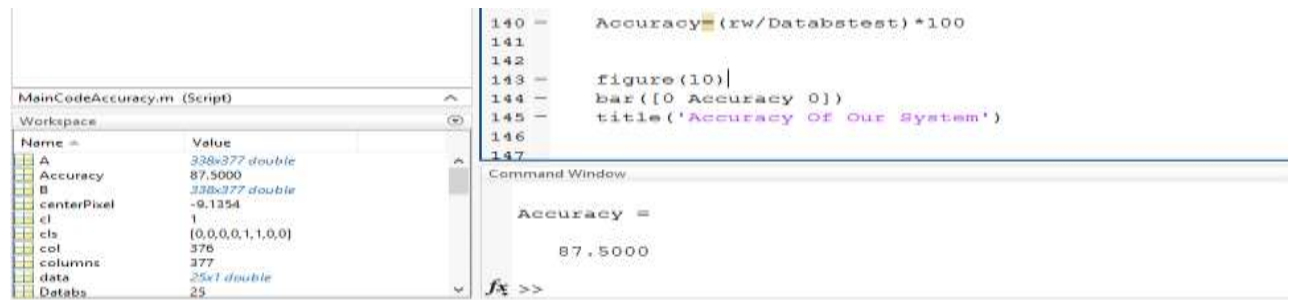 MainCodeAccuracy.m (Script)
Workspace
Name Value
A 338x377 double
Accuracy 87.5000
B 338x377 double
centerPixel -9.1354
cl 1
cls [0,0,0,0,1,1,0,0]
col 376
columns 377
data 25x1 double
Databs 25
140 — Accuracy=(rw/Databstest)*100
141
142
143 — figure(10)
144 — bar([0 Accuracy 0])
145 — title('Accuracy Of Our System')
146
147
Command Window
Accuracy =
87.5000
fx >>